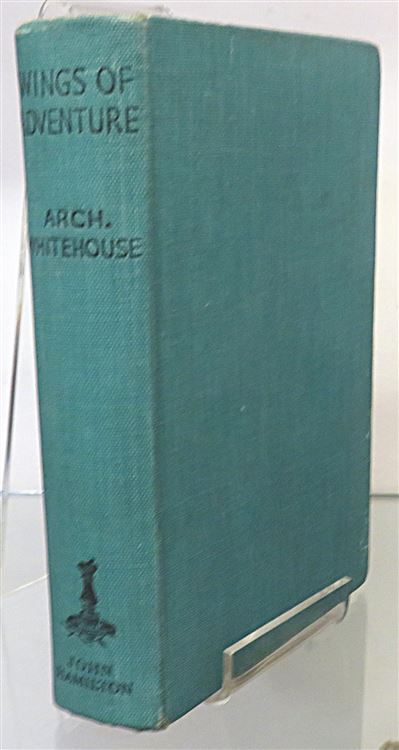 WINGS OF
ADVENTURE
ARCH.
WHITEHOUSE
JOHN
HAMILTON